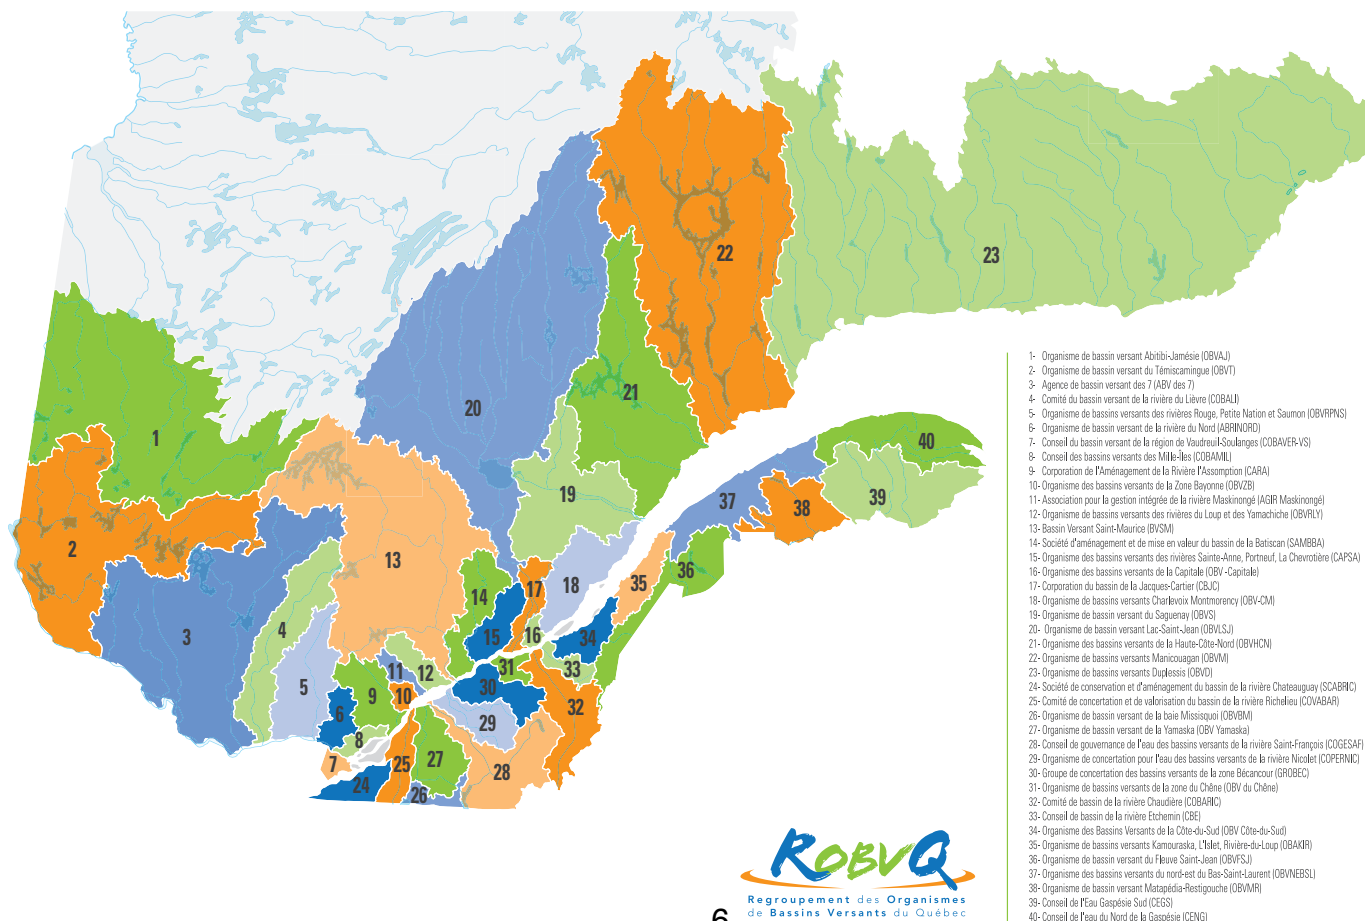 22
23
21
20
1
40
19
37
38
39
2
13
36
18
35
14
17
15
16
34
3
4
31
33
11
12
5
30
9
10
32
6
29
8
7
25
27
28
24
26
1- Organisme de bassin versant Abitibi-Jamésie (OBVAJ)
2- Organisme de bassin versant du Témiscamingue (OBVT)
3- Agence de bassin versant des 7 (ABV des 7)
4- Comité du bassin versant de la rivière du Lièvre (COBALI)
5- Organisme de bassins versants des rivières Rouge, Petite Nation et Saumon (OBVRPNS)
6- Organisme de bassin versant de la rivière du Nord (ABRINORD)
7- Conseil du bassin versant de la région de Vaudreuil-Soulanges (COBAVER-VS)
8- Conseil des bassins versants des Mille-Îles (COBAMIL)
9- Corporation de l'Aménagement de la Rivière l'Assomption (CARA)
10- Organisme des bassins versants de la Zone Bayonne (OBVZB)
11- Association pour la gestion intégrée de la rivière Maskinongé (AGIR Maskinongé)
12- Organisme de bassins versants des rivières du Loup et des Yamachiche (OBVRLY)
13- Bassin Versant Saint-Maurice (BVSM)
14- Société d'aménagement et de mise en valeur du bassin de la Batiscan (SAMBBA)
15- Organisme des bassins versants des rivières Sainte-Anne, Portneuf, La Chevrotière (CAPSA)
16- Organisme des bassins versants de la Capitale (OBV -Capitale)
17- Corporation du bassin de la Jacques-Cartier (CBJC)
18- Organisme de bassins versants Charlevoix Montmorency (OBV-CM)
19- Organisme de bassin versant du Saguenay (OBVS)
20- Organisme de bassin versant Lac-Saint-Jean (OBVLSJ)
21- Organisme des bassins versants de la Haute-Côte-Nord (OBVHCN)
22- Organisme de bassins versants Manicouagan (OBVM)
23- Organisme de bassins versants Duplessis (OBVD)
24- Société de conservation et d'aménagement du bassin de la rivière Chateauguay (SCABRIC)
25- Comité de concertation et de valorisation du bassin de la rivière Richelieu (COVABAR)
26- Organisme de bassin versant de la baie Missisquoi (OBVBM)
27- Organisme de bassin versant de la Yamaska (OBV Yamaska)
28- Conseil de gouvernance de l'eau des bassins versants de la rivière Saint-François (COGESAF)
29- Organisme de concertation pour l'eau des bassins versants de la rivière Nicolet (COPERNIC)
30- Groupe de concertation des bassins versants de la zone Bécancour (GROBEC)
31- Organisme de bassins versants de la zone du Chêne (OBV du Chêne)
32- Comité de bassin de la rivière Chaudière (COBARIC)
33- Conseil de bassin de la rivière Etchemin (CBE)
34- Organisme des Bassins Versants de la Côte-du-Sud (OBV Côte-du-Sud)
35- Organisme de bassins versants Kamouraska, L'Islet, Rivière-du-Loup (OBAKIR)
36- Organisme de bassin versant du Fleuve Saint-Jean (OBVFSJ)
37- Organisme des bassins versants du nord-est du Bas-Saint-Laurent (OBVNEBSL)
38- Organisme de bassin versant Matapédia-Restigouche (OBVMR)
39- Conseil de l'Eau Gaspésie Sud (CEGS)
40- Conseil de l'eau du Nord de la Gaspésie (CENG)
ROBVQ
Regroupement des Organismes
de Bassins Versants du Québec
6